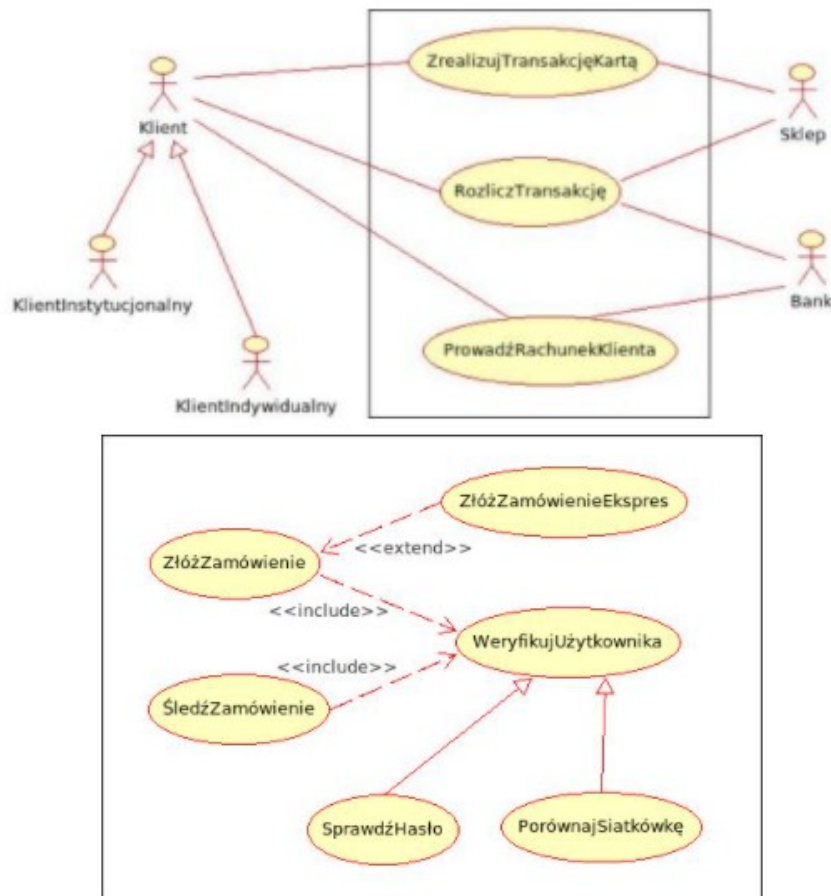 ZrealizujTransakcjęKartą
Klient
Sklep
RozliczTransakcję
KlientInstytucjonalny
Bank
ProwadźRachunekKlienta
KlientIndywidualny
ZłóżZamówienieEkspres
<<extend>>
ZłóżZamówienie
<<include>>
WeryfikujUżytkownika
<<include>>
ŚledźZamówienie
SprawdźHasło
PorównajSiatkówkę